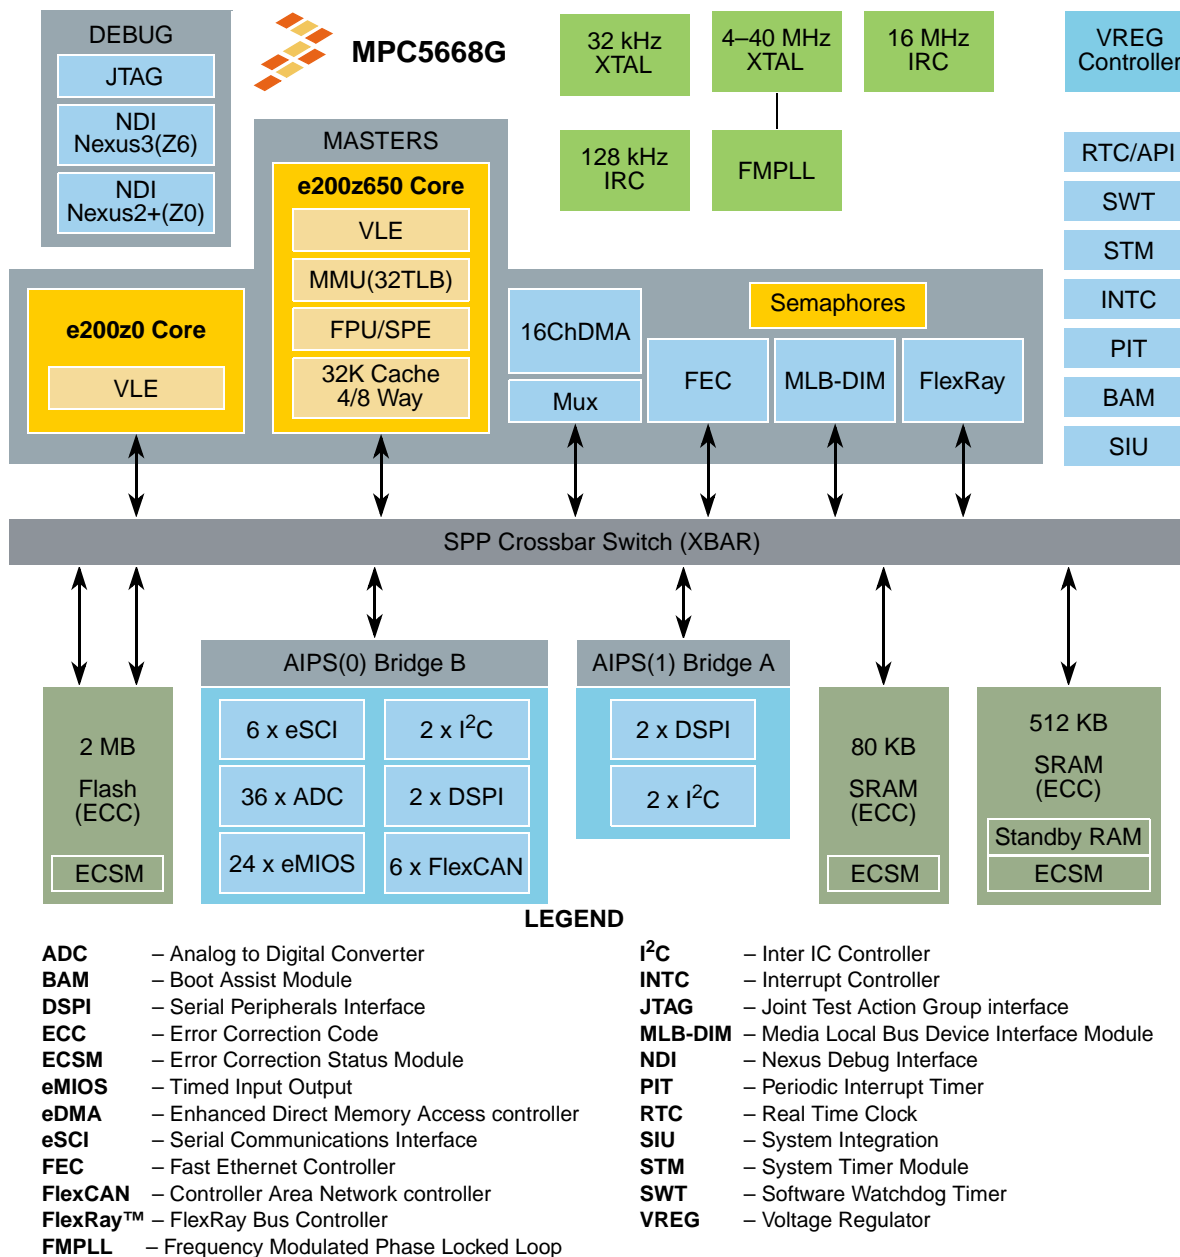 DEBUG
JTAG
NDI
Nexus3(Z6)
NDI
Nexus2+(Z0)
MPC5668G
32 kHz
XTAL
4–40 MHz
XTAL
16 MHz
IRC
128 kHz
IRC
FMPLL
VREG
Controller
RTC/API
SWT
STM
INTC
PIT
BAM
SIU
MASTERS
e200z650 Core
VLE
MMU(32TLB)
FPU/SPE
32K Cache
4/8 Way
e200z0 Core
VLE
16ChDMA
Mux
Semaphores
FEC
MLB-DIM
FlexRay
SPP Crossbar Switch (XBAR)
2 MB
Flash
(ECC)
ECSM
AIPS(0) Bridge B
6 x eSCI
2 x I²C
36 x ADC
2 x DSPI
24 x eMIOS
6 x FlexCAN
AIPS(1) Bridge A
2 x DSPI
2 x I²C
80 KB
SRAM
(ECC)
ECSM
512 KB
SRAM
(ECC)
Standby RAM
ECSM
LEGEND
ADC – Analog to Digital Converter
BAM – Boot Assist Module
DSPI – Serial Peripherals Interface
ECC – Error Correction Code
ECSM – Error Correction Status Module
eMIOS – Timed Input Output
eDMA – Enhanced Direct Memory Access controller
eSCI – Serial Communications Interface
FEC – Fast Ethernet Controller
FlexCAN – Controller Area Network controller
FlexRay™ – FlexRay Bus Controller
FMPLL – Frequency Modulated Phase Locked Loop
I²C – Inter IC Controller
INTC – Interrupt Controller
JTAG – Joint Test Action Group interface
MLB-DIM – Media Local Bus Device Interface Module
NDI – Nexus Debug Interface
PIT – Periodic Interrupt Timer
RTC – Real Time Clock
SIU – System Integration
STM – System Timer Module
SWT – Software Watchdog Timer
VREG – Voltage Regulator